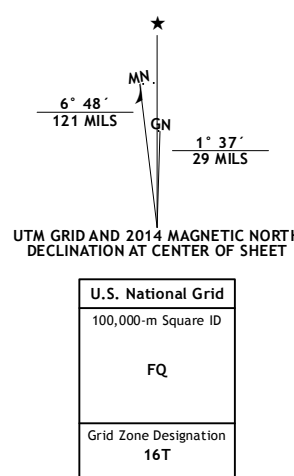 ★
MN
6° 48´
121 MILS
GN
1° 37´
29 MILS
UTM GRID AND 2014 MAGNETIC NORTH
DECLINATION AT CENTER OF SHEET
U.S. National Grid
100,000-m Square ID
FQ
Grid Zone Designation
16T